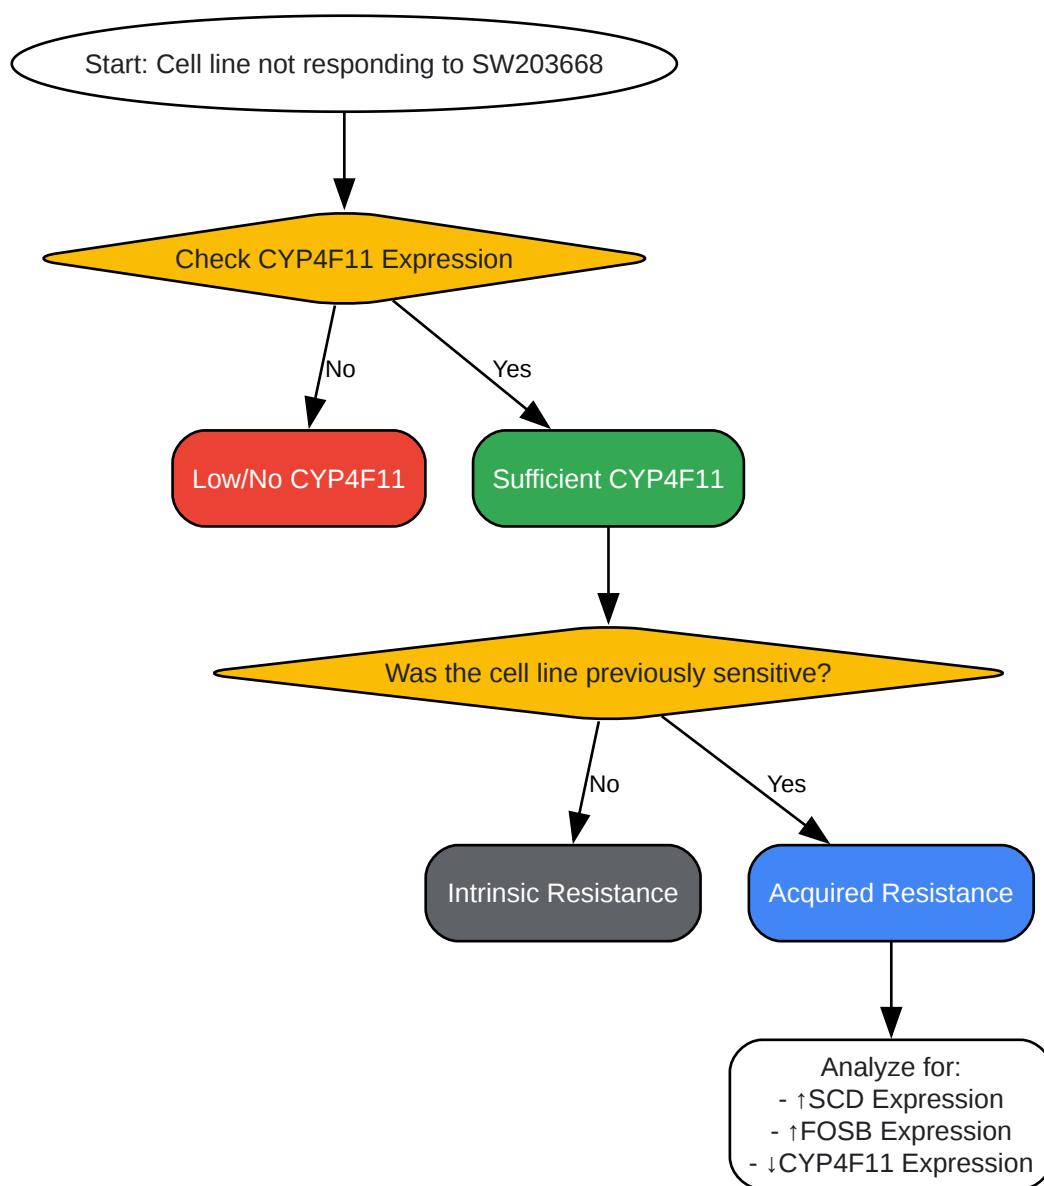 Start: Cell line not responding to SW203668
Check CYP4F11 Expression
No
Yes
Low/No CYP4F11
Sufficient CYP4F11
Was the cell line previously sensitive?
No
Yes
Intrinsic Resistance
Acquired Resistance
Analyze for:
- ↑SCD Expression
- ↑FOSB Expression
- ↓CYP4F11 Expression